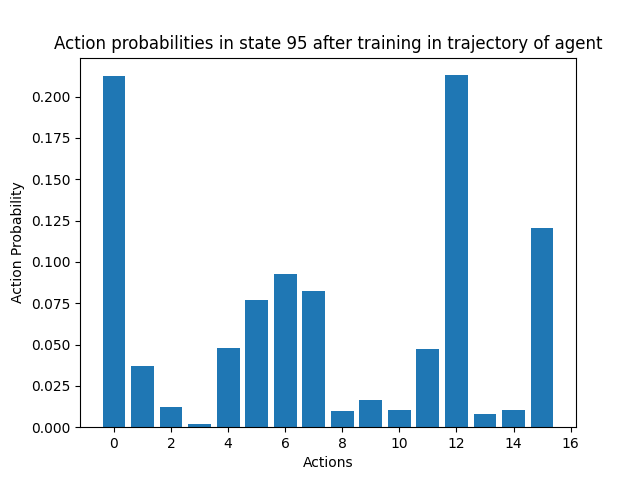 Action probabilities in state 95 after training in trajectory of agent
0.200
0.175
0.150
0.125
0.100
0.075
0.050
0.025
0.000
Action Probability
0 2 4 6 8 10 12 14 16
Actions